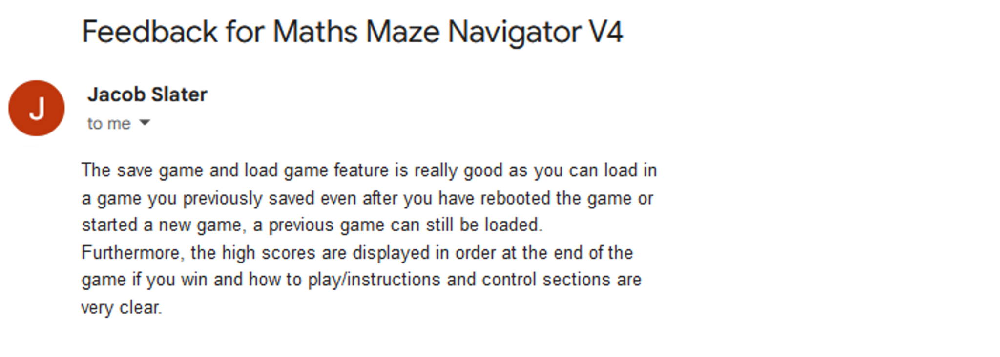 Feedback for Maths Maze Navigator V4
J
Jacob Slater
to me
The save game and load game feature is really good as you can load in
a game you previously saved even after you have rebooted the game or
started a new game, a previous game can still be loaded.
Furthermore, the high scores are displayed in order at the end of the
game if you win and how to play/instructions and control sections are
very clear.